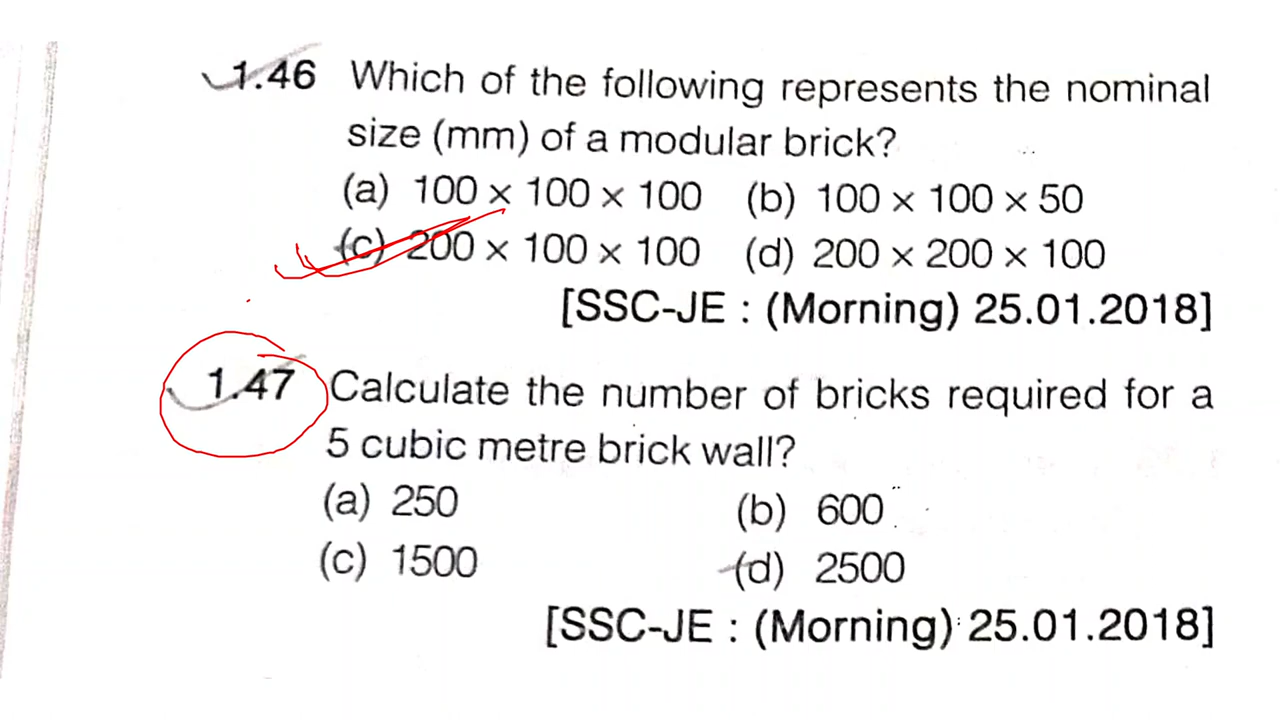 1.46 Which of the following represents the nominal
size (mm) of a modular brick?
(a) 100 × 100 × 100 (b) 100 × 100 × 50
(c) 200 × 100 × 100 (d) 200 × 200 × 100
[SSC-JE : (Morning) 25.01.2018]
1.47 Calculate the number of bricks required for a
5 cubic metre brick wall?
(a) 250 (b) 600
(c) 1500 (d) 2500
[SSC-JE : (Morning) 25.01.2018]